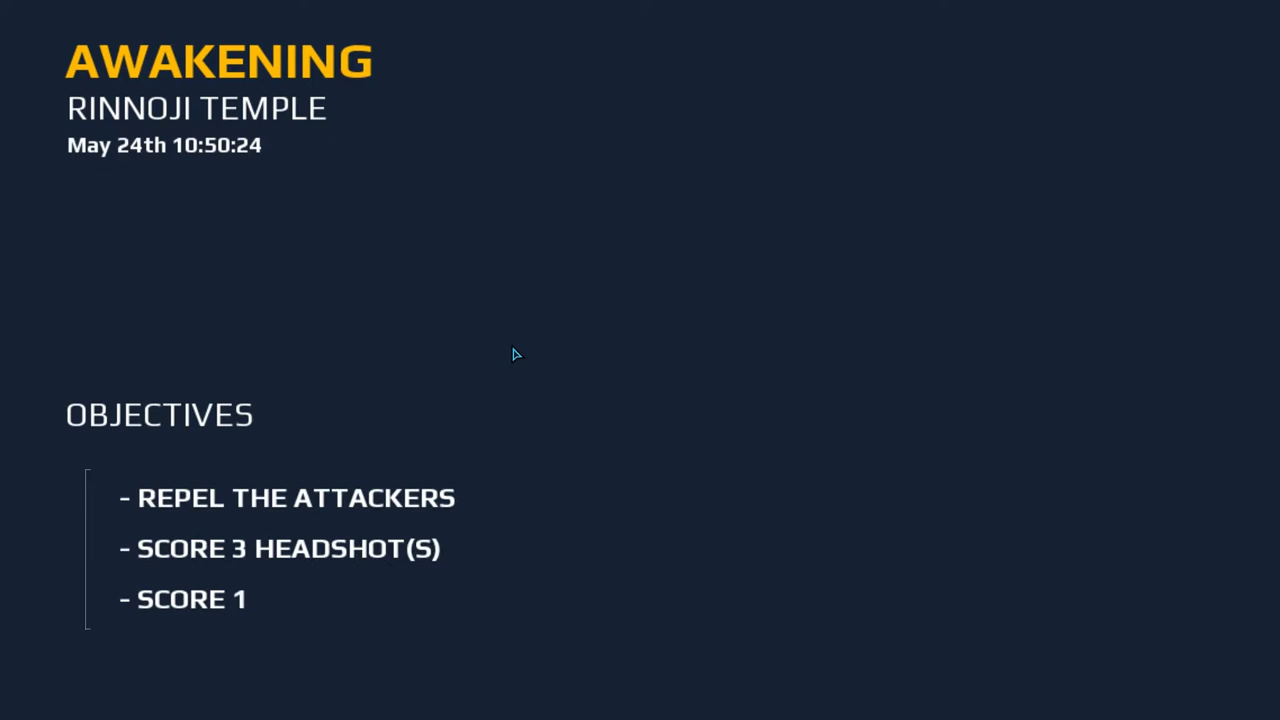 AWAKENING
RINNOJI TEMPLE
May 24th 10:50:24
OBJECTIVES
- REPEL THE ATTACKERS
- SCORE 3 HEADSHOT(S)
- SCORE 1